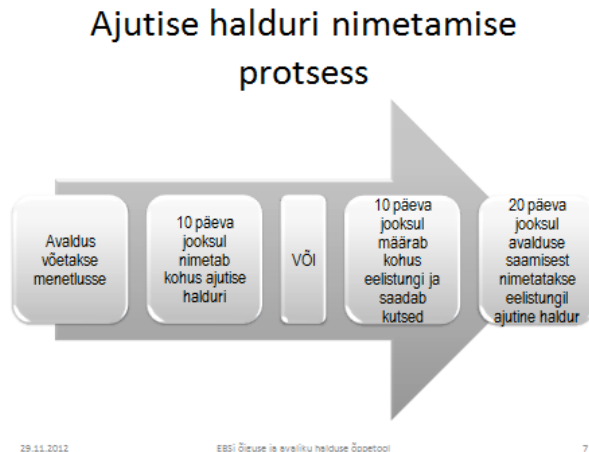 Ajutise halduri nimetamise
protsess
Avaldus
võetakse
menetlusse
10 päeva
jooksul
nimetab
kohus ajutise
halduri
VÕI
10 päeva
jooksul
määrab
kohus
eelistungi ja
saadab
kutsed
20 päeva
jooksul
avalduse
saamisest
nimetatakse
eelistungil
ajutine haldur
29.11.2012
EBSi õiguse ja avaliku halduse õppetool
7